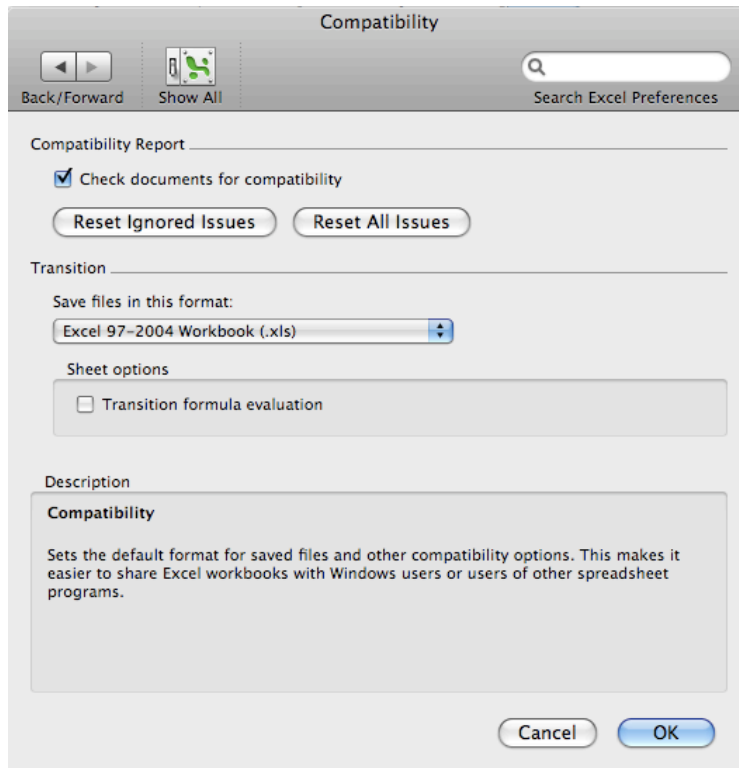 Compatibility
Back/Forward
Show All
Search Excel Preferences
Compatibility Report
Check documents for compatibility
Reset Ignored Issues
Reset All Issues
Transition
Save files in this format:
Excel 97–2004 Workbook (.xls)
Sheet options
Transition formula evaluation
Description
Compatibility
Sets the default format for saved files and other compatibility options. This makes it
easier to share Excel workbooks with Windows users or users of other spreadsheet
programs.
Cancel
OK